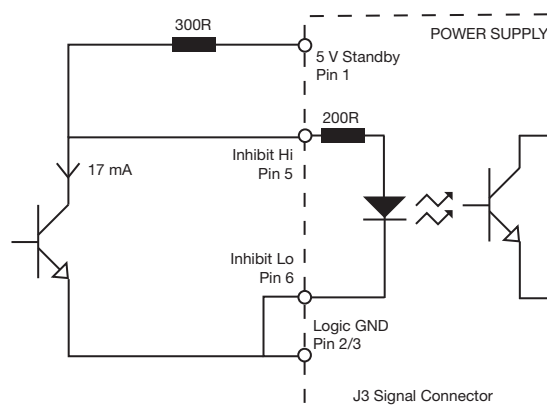 300R
POWER SUPPLY
5 V Standby
Pin 1
200R
Inhibit Hi
Pin 5
17 mA
Inhibit Lo
Pin 6
Logic GND
Pin 2/3
J3 Signal Connector